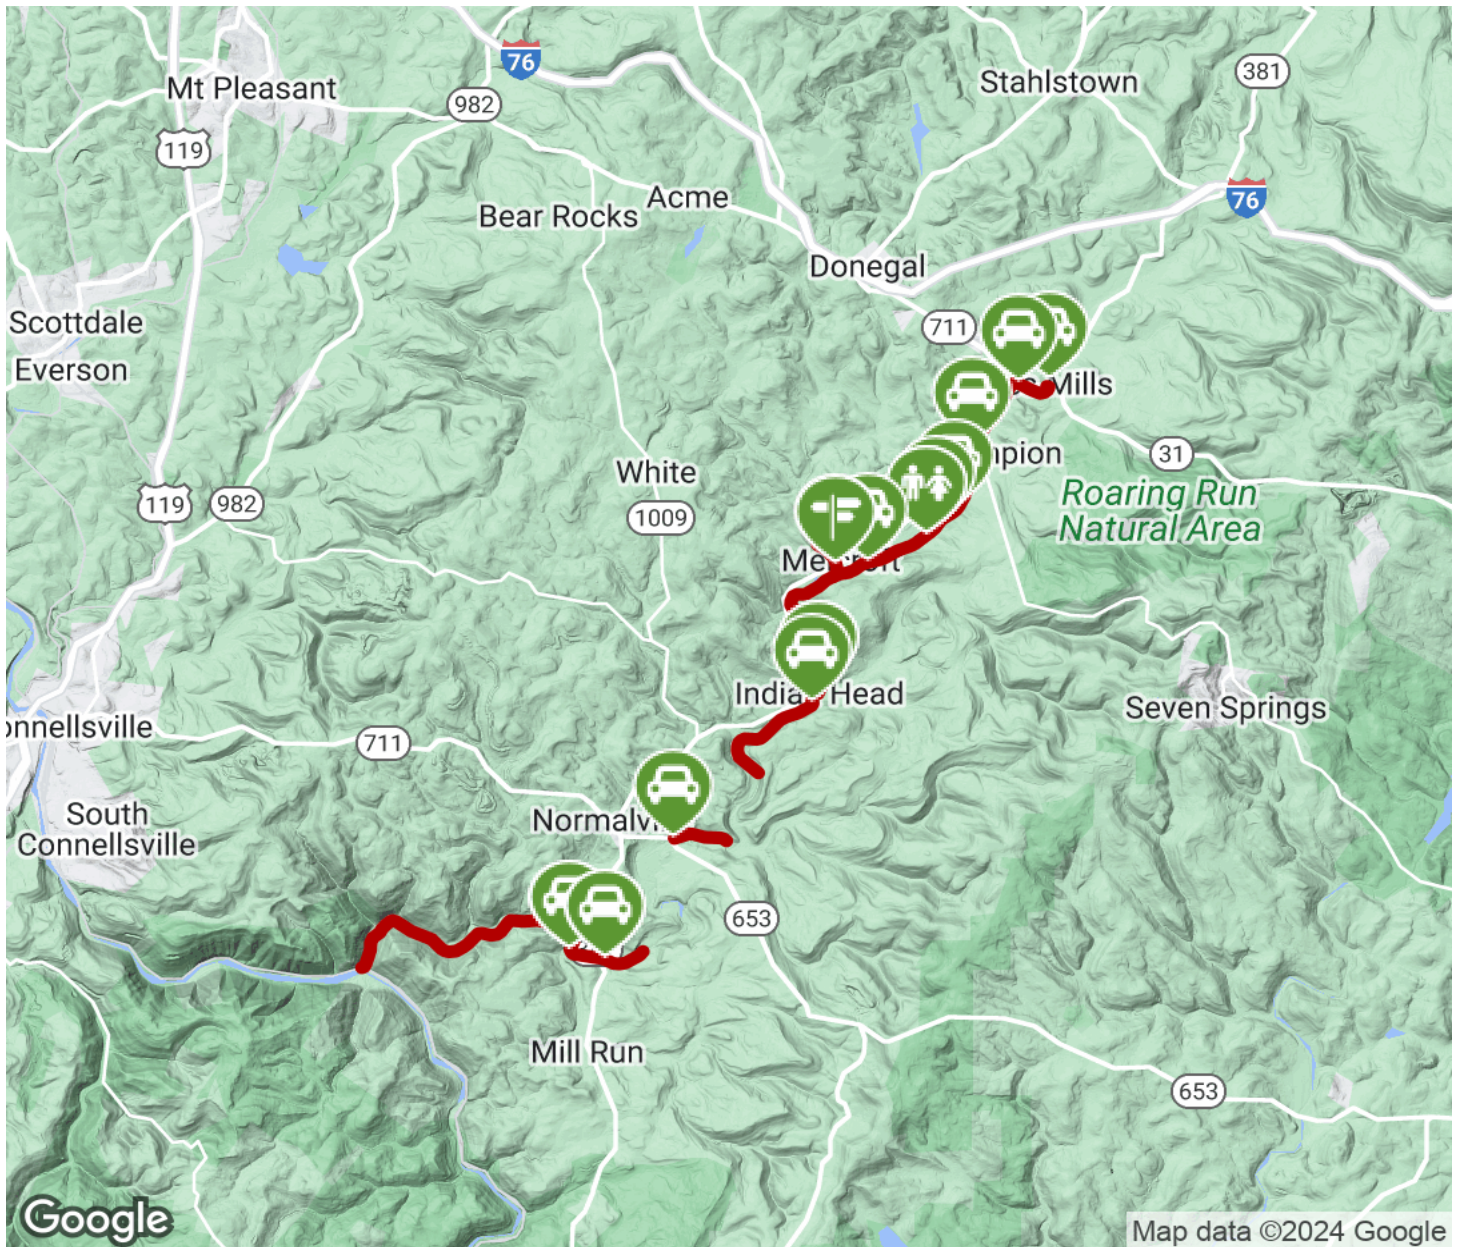 76
Stahlstown
381
Mt Pleasant
982
119
76
Acme
Bear Rocks
Donegal
Scottdale
711
Everson
Mills
31
White
Roaring Run
Natural Area
119
982
1009
Indian Head
Seven Springs
711
South
Connellsville
653
Mill Run
653
Google
Map data ©2024 Google